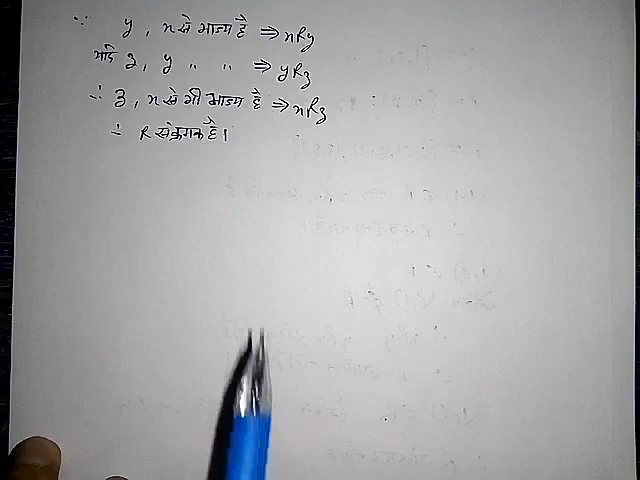 ∵ y, x से भाज्य है ⇒ xRy
यदि z, y " " ⇒ yRz
∴ z, x से भी भाज्य है ⇒ xRz
∴ R संक्रामक है।